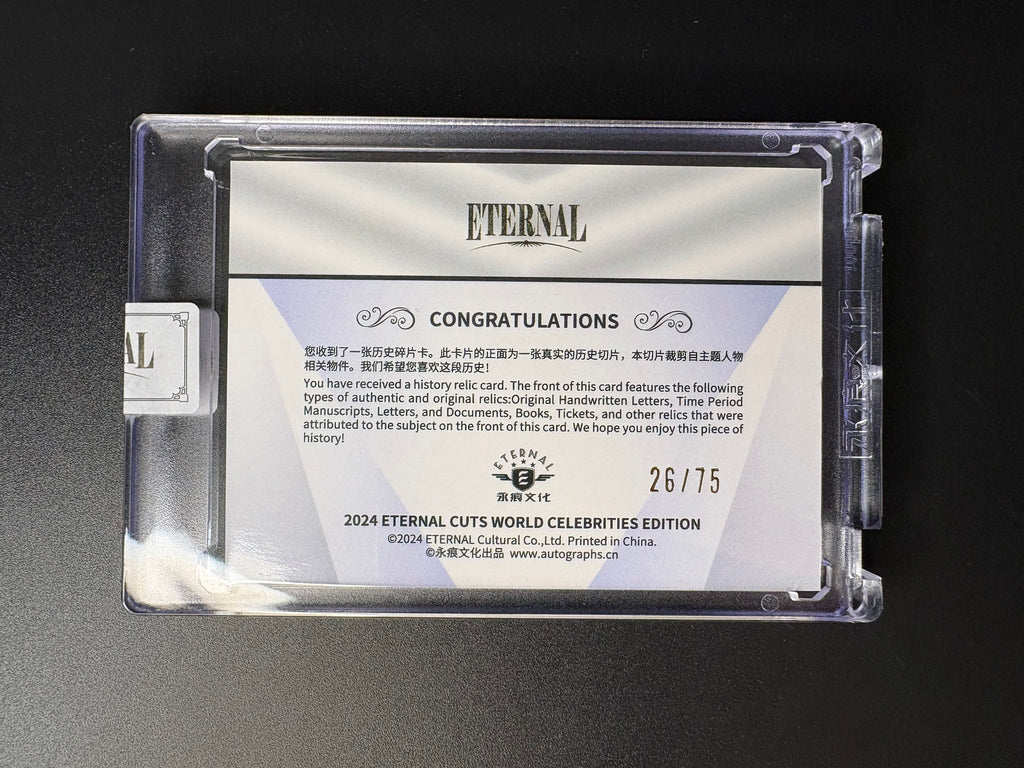 ETERNAL
CONGRATULATIONS
您收到了一张历史碎片卡。此卡片的正面为一张真实的历史切片，本切片裁剪自主题人物
相关物件。我们希望您喜欢这段历史！
You have received a history relic card. The front of this card features the following
types of authentic and original relics:Original Handwritten Letters, Time Period
Manuscripts, Letters, and Documents, Books, Tickets, and other relics that were
attributed to the subject on the front of this card. We hope you enjoy this piece of
history!
ETERNAL
E
永痕文化
26/75
2024 ETERNAL CUTS WORLD CELEBRITIES EDITION
©2024 ETERNAL Cultural Co.,Ltd. Printed in China.
©永痕文化出品 www.autographs.cn
AL